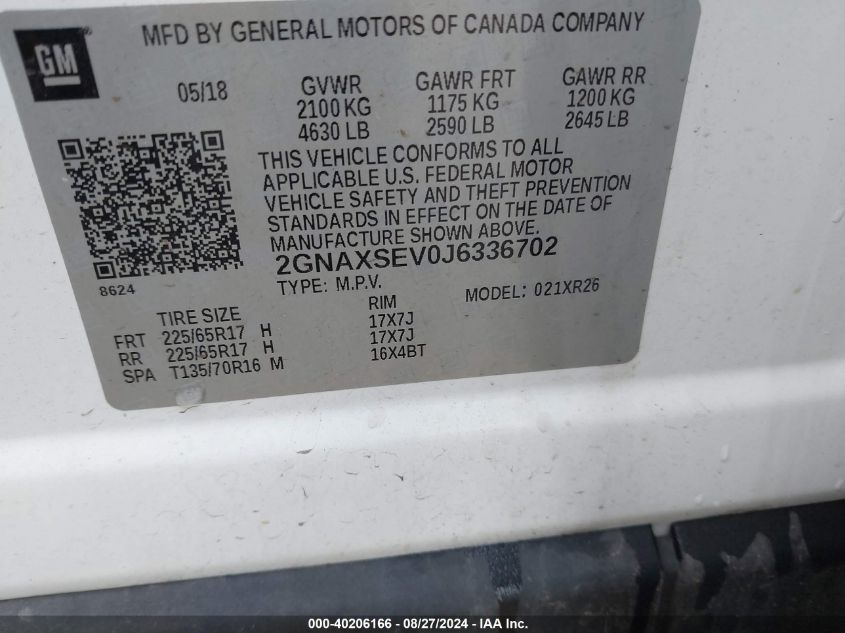 GM
MFD BY GENERAL MOTORS OF CANADA COMPANY
05/18 GVWR GAWR FRT GAWR RR
2100 KG 1175 KG 1200 KG
4630 LB 2590 LB 2645 LB
THIS VEHICLE CONFORMS TO ALL
APPLICABLE U.S. FEDERAL MOTOR
VEHICLE SAFETY AND THEFT PREVENTION
STANDARDS IN EFFECT ON THE DATE OF
MANUFACTURE SHOWN ABOVE.
2GNAXSEV0J6336702
8624
TYPE: M.P.V. MODEL: 021XR26
TIRE SIZE RIM
FRT 225/65R17 H 17X7J
RR 225/65R17 H 17X7J
SPA T135/70R16 M 16X4BT
000-40206166 - 08/27/2024 - IAA Inc.